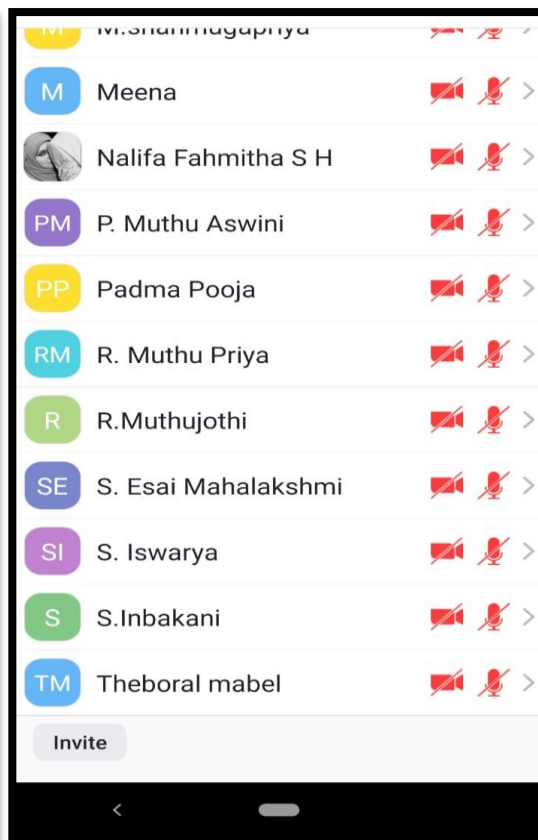 M M.shanmugapriya
M Meena
Nalifa Fahmitha S H
PM P. Muthu Aswini
PP Padma Pooja
RM R. Muthu Priya
R R.Muthujothi
SE S. Esai Mahalakshmi
SI S. Iswarya
S S.Inbakani
TM Theboral mabel
Invite